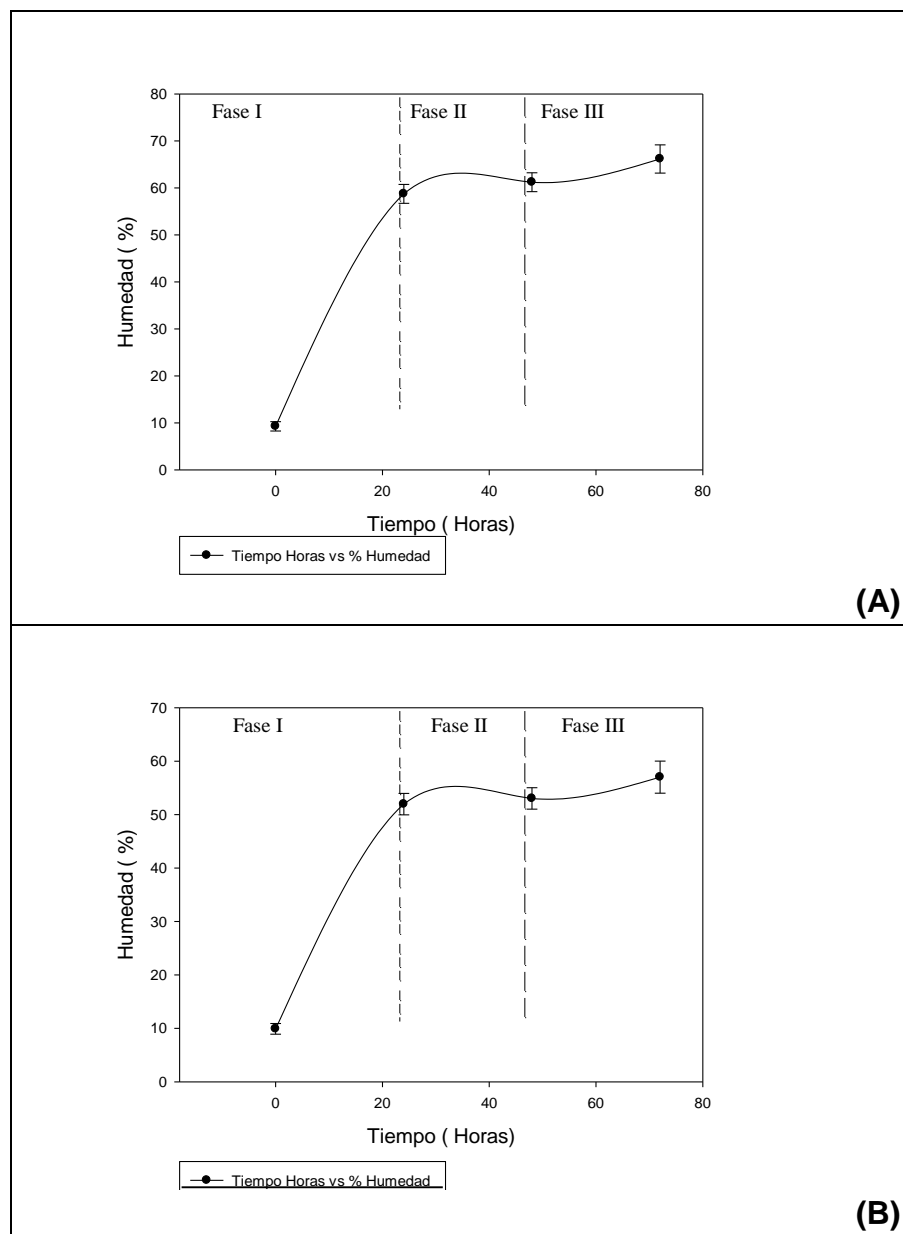 80
Fase I Fase II Fase III
70
60
50
40
30
20
10
0
0 20 40 60 80
Humedad ( %)
Tiempo ( Horas)
Tiempo Horas vs % Humedad
(A)
70
Fase I Fase II Fase III
60
50
40
30
20
10
0
0 20 40 60 80
Humedad ( %)
Tiempo ( Horas)
Tiempo Horas vs % Humedad
(B)